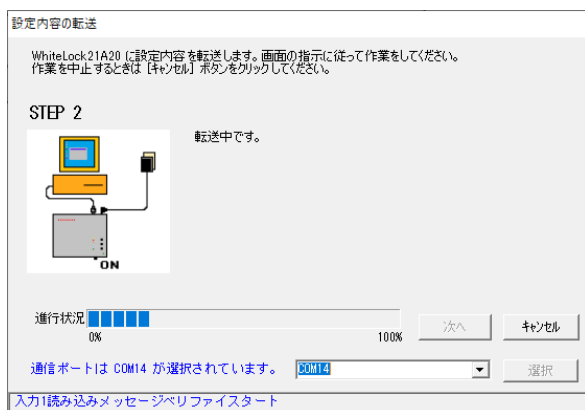 設定内容の転送
WhiteLock21A20 に設定内容を転送します。画面の指示に従って作業をしてください。
作業を中止するときは [キャンセル] ボタンをクリックしてください。
STEP 2
転送中です。
ON
進行状況
0%
100%
次へ
キャンセル
通信ポートは COM14 が選択されています。
COM14
選択
入力1読み込みメッセージベリファイスタート